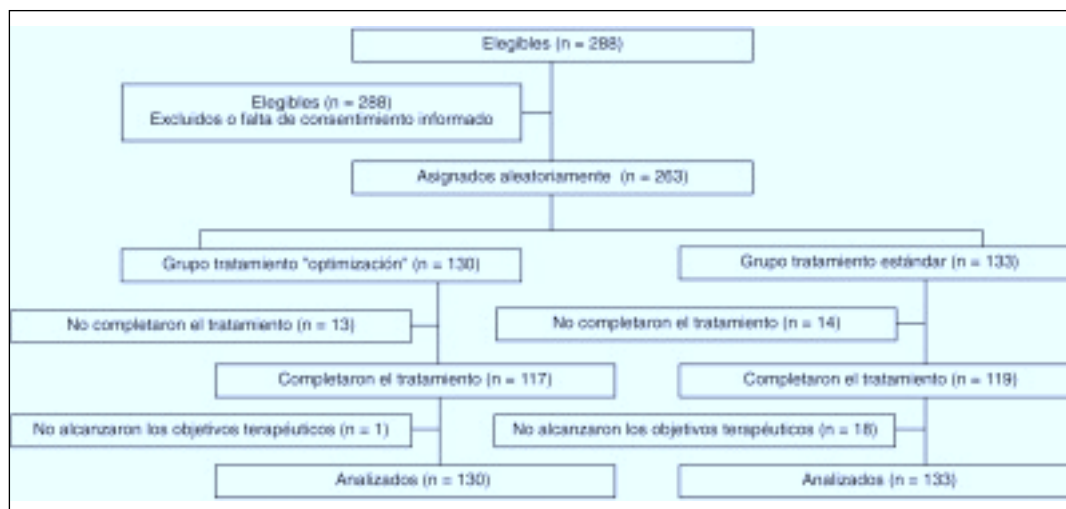 Elegibles (n = 288)
Elegibles (n = 288)
Excluidos o falta de consentimiento informado
Asignados aleatoriamente (n = 263)
Grupo tratamiento "optimización" (n = 130)
Grupo tratamiento estándar (n = 133)
No completaron el tratamiento (n = 13)
No completaron el tratamiento (n = 14)
Completaron el tratamiento (n = 117)
Completaron el tratamiento (n = 119)
No alcanzaron los objetivos terapéuticos (n = 1)
No alcanzaron los objetivos terapéuticos (n = 18)
Analizados (n = 130)
Analizados (n = 133)